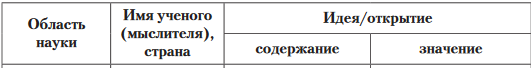 Область
науки
Имя ученого
(мыслителя),
страна
Идея/открытие
содержание
значение